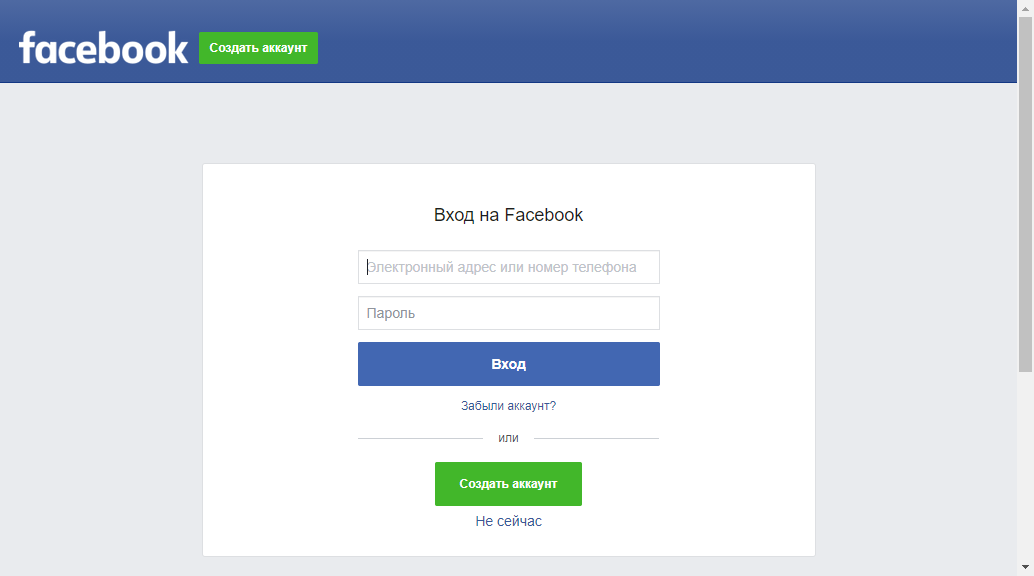 facebook Создать аккаунт
Вход на Facebook
Электронный адрес или номер телефона
Пароль
Вход
Забыли аккаунт?
или
Создать аккаунт
Не сейчас